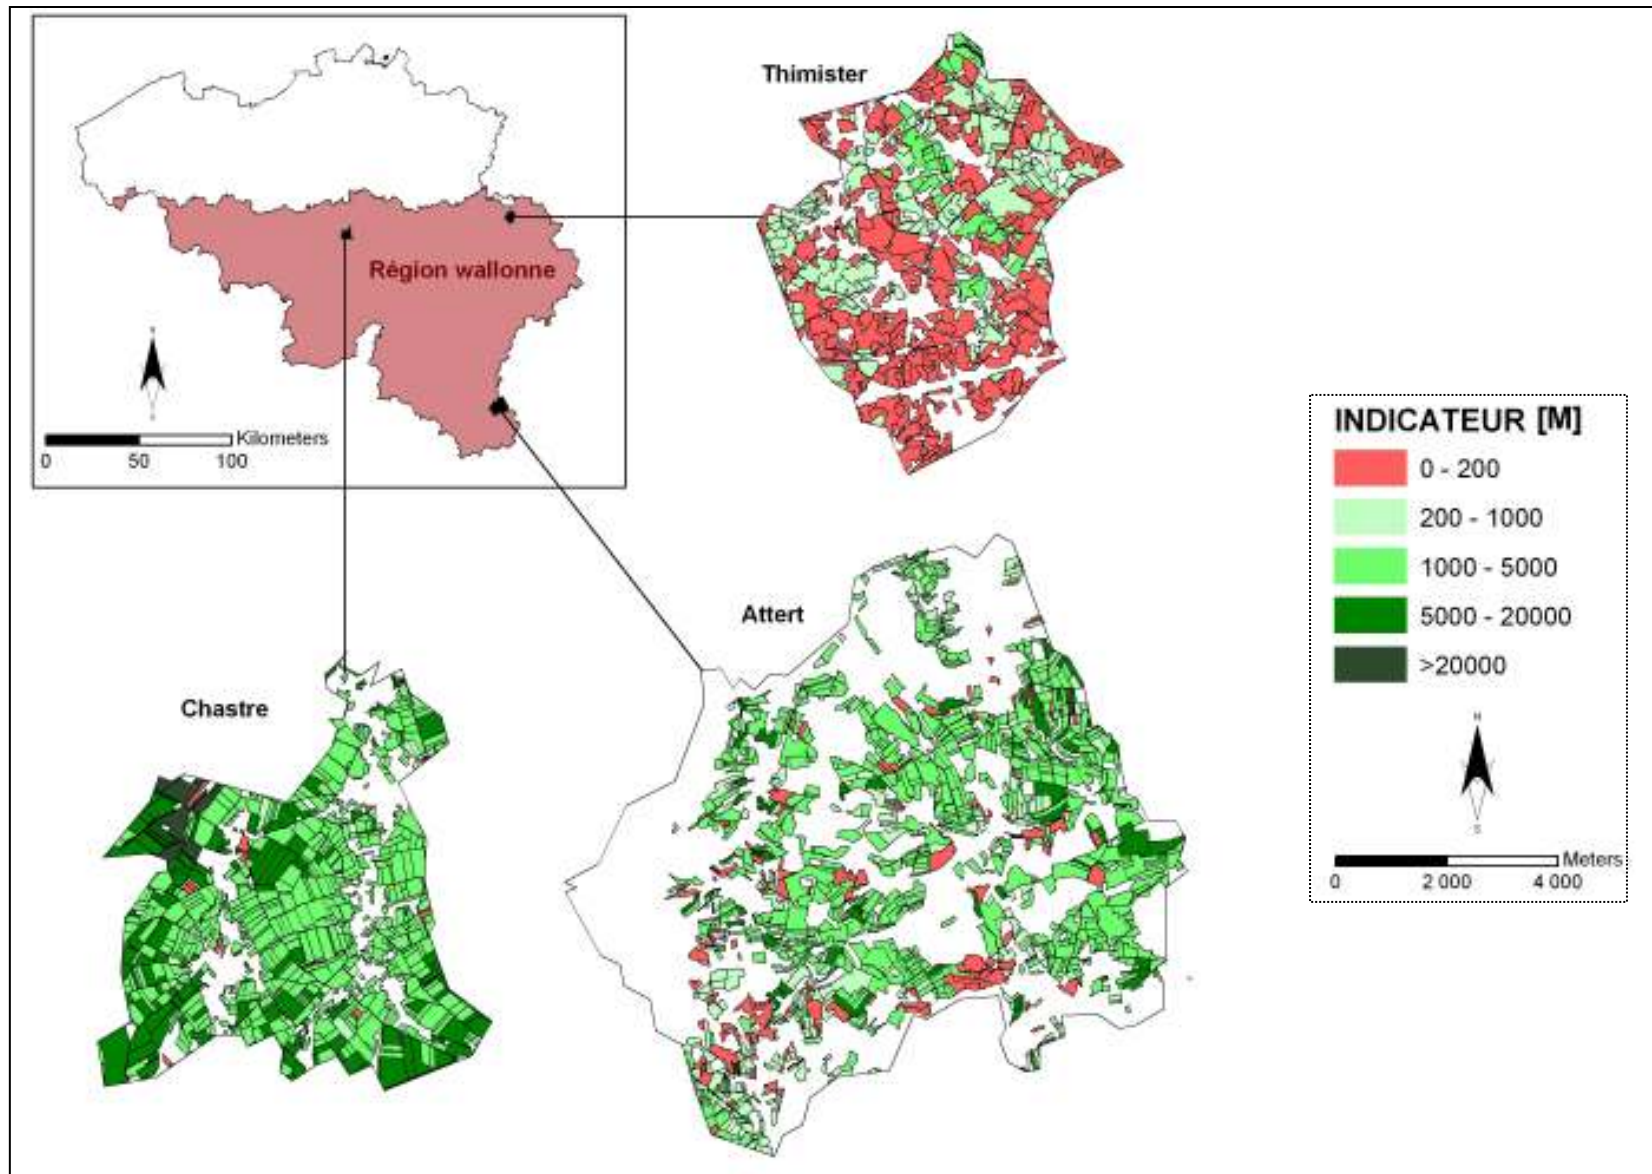 Thimister
Région wallonne
Kilometers
0 50 100
INDICATEUR [M]
0 - 200
200 - 1000
1000 - 5000
5000 - 20000
>20000
Attert
Chastre
N
S
Meters
0 2 000 4 000